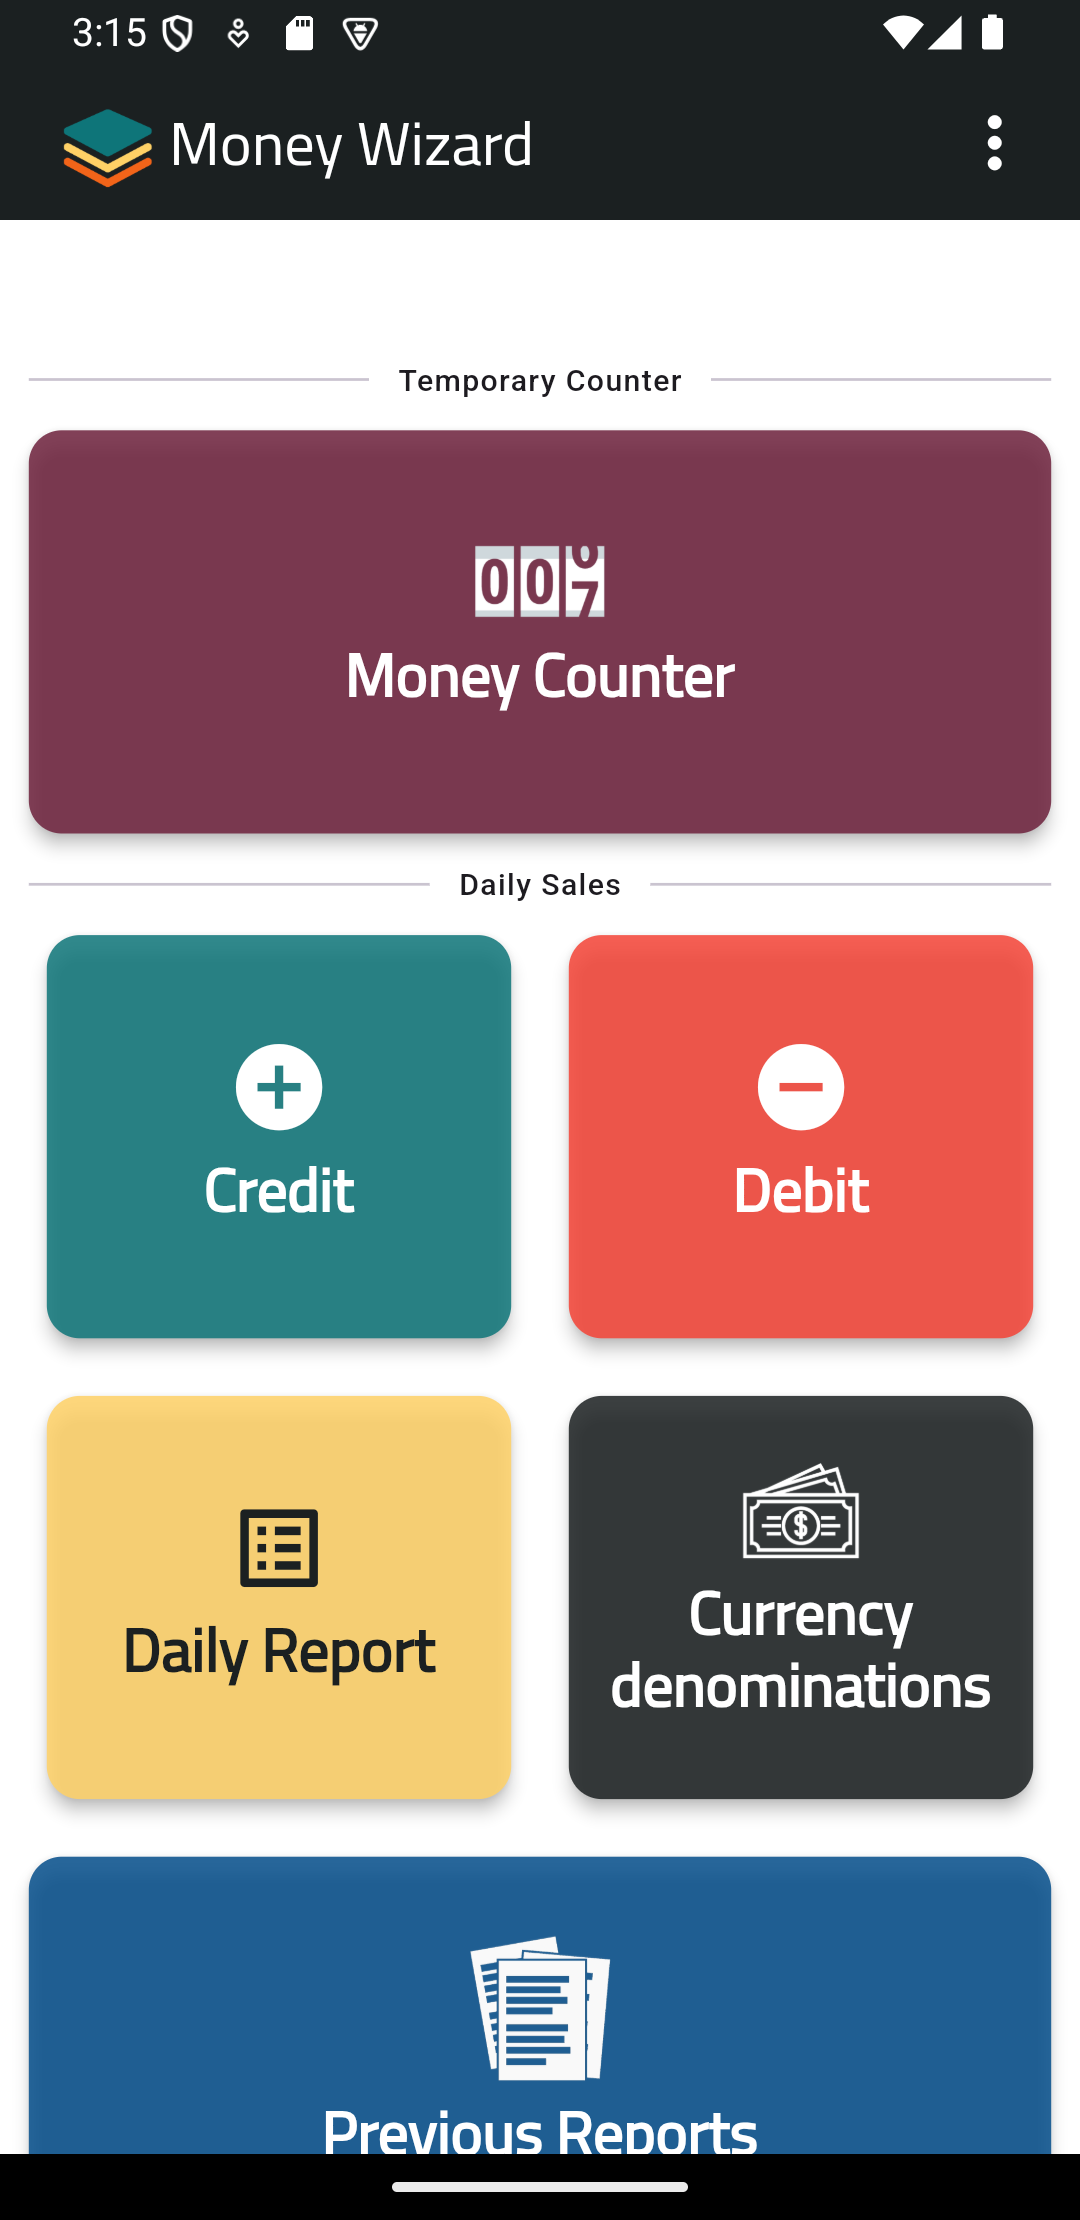 3:15
Money Wizard
Temporary Counter
007
Money Counter
Daily Sales
Credit
Debit
Daily Report
$
Currency
denominations
Previous Reports